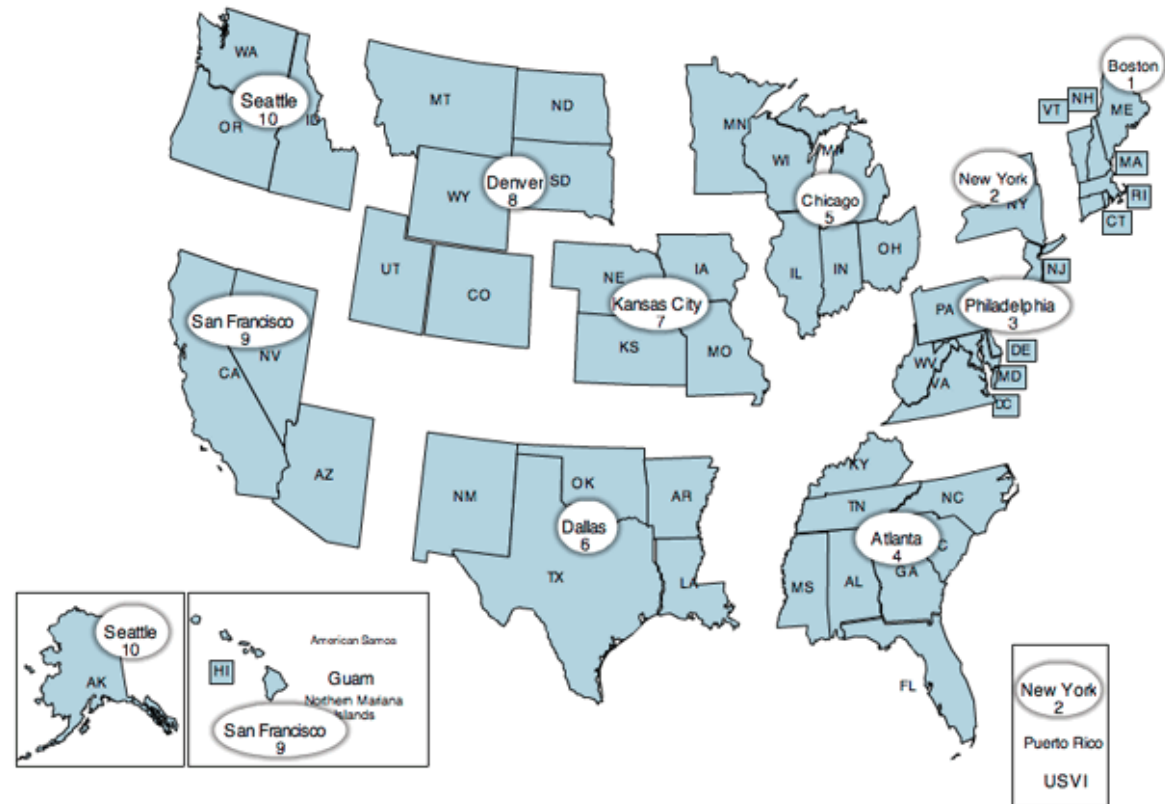 WA
Seattle
10
OR
ID
MT
ND
WY
Denver
8
SD
UT
CO
MN
WI
MI
Chicago
5
IL
IN
OH
Boston
1
VT
NH
ME
MA
RI
CT
New York
2
NY
NJ
San Francisco
9
NV
CA
AZ
NE
IA
Kansas City
7
KS
MO
PA
Philadelphia
3
DE
WV
MD
VA
DC
NM
OK
AR
Dallas
6
TX
LA
KY
TN
NC
Atlanta
4
C
MS
AL
GA
FL
Seattle
10
AK
American Samoa
HI
Guam
Northern Mariana
Islands
San Francisco
9
New York
2
Puerto Rico
USVI